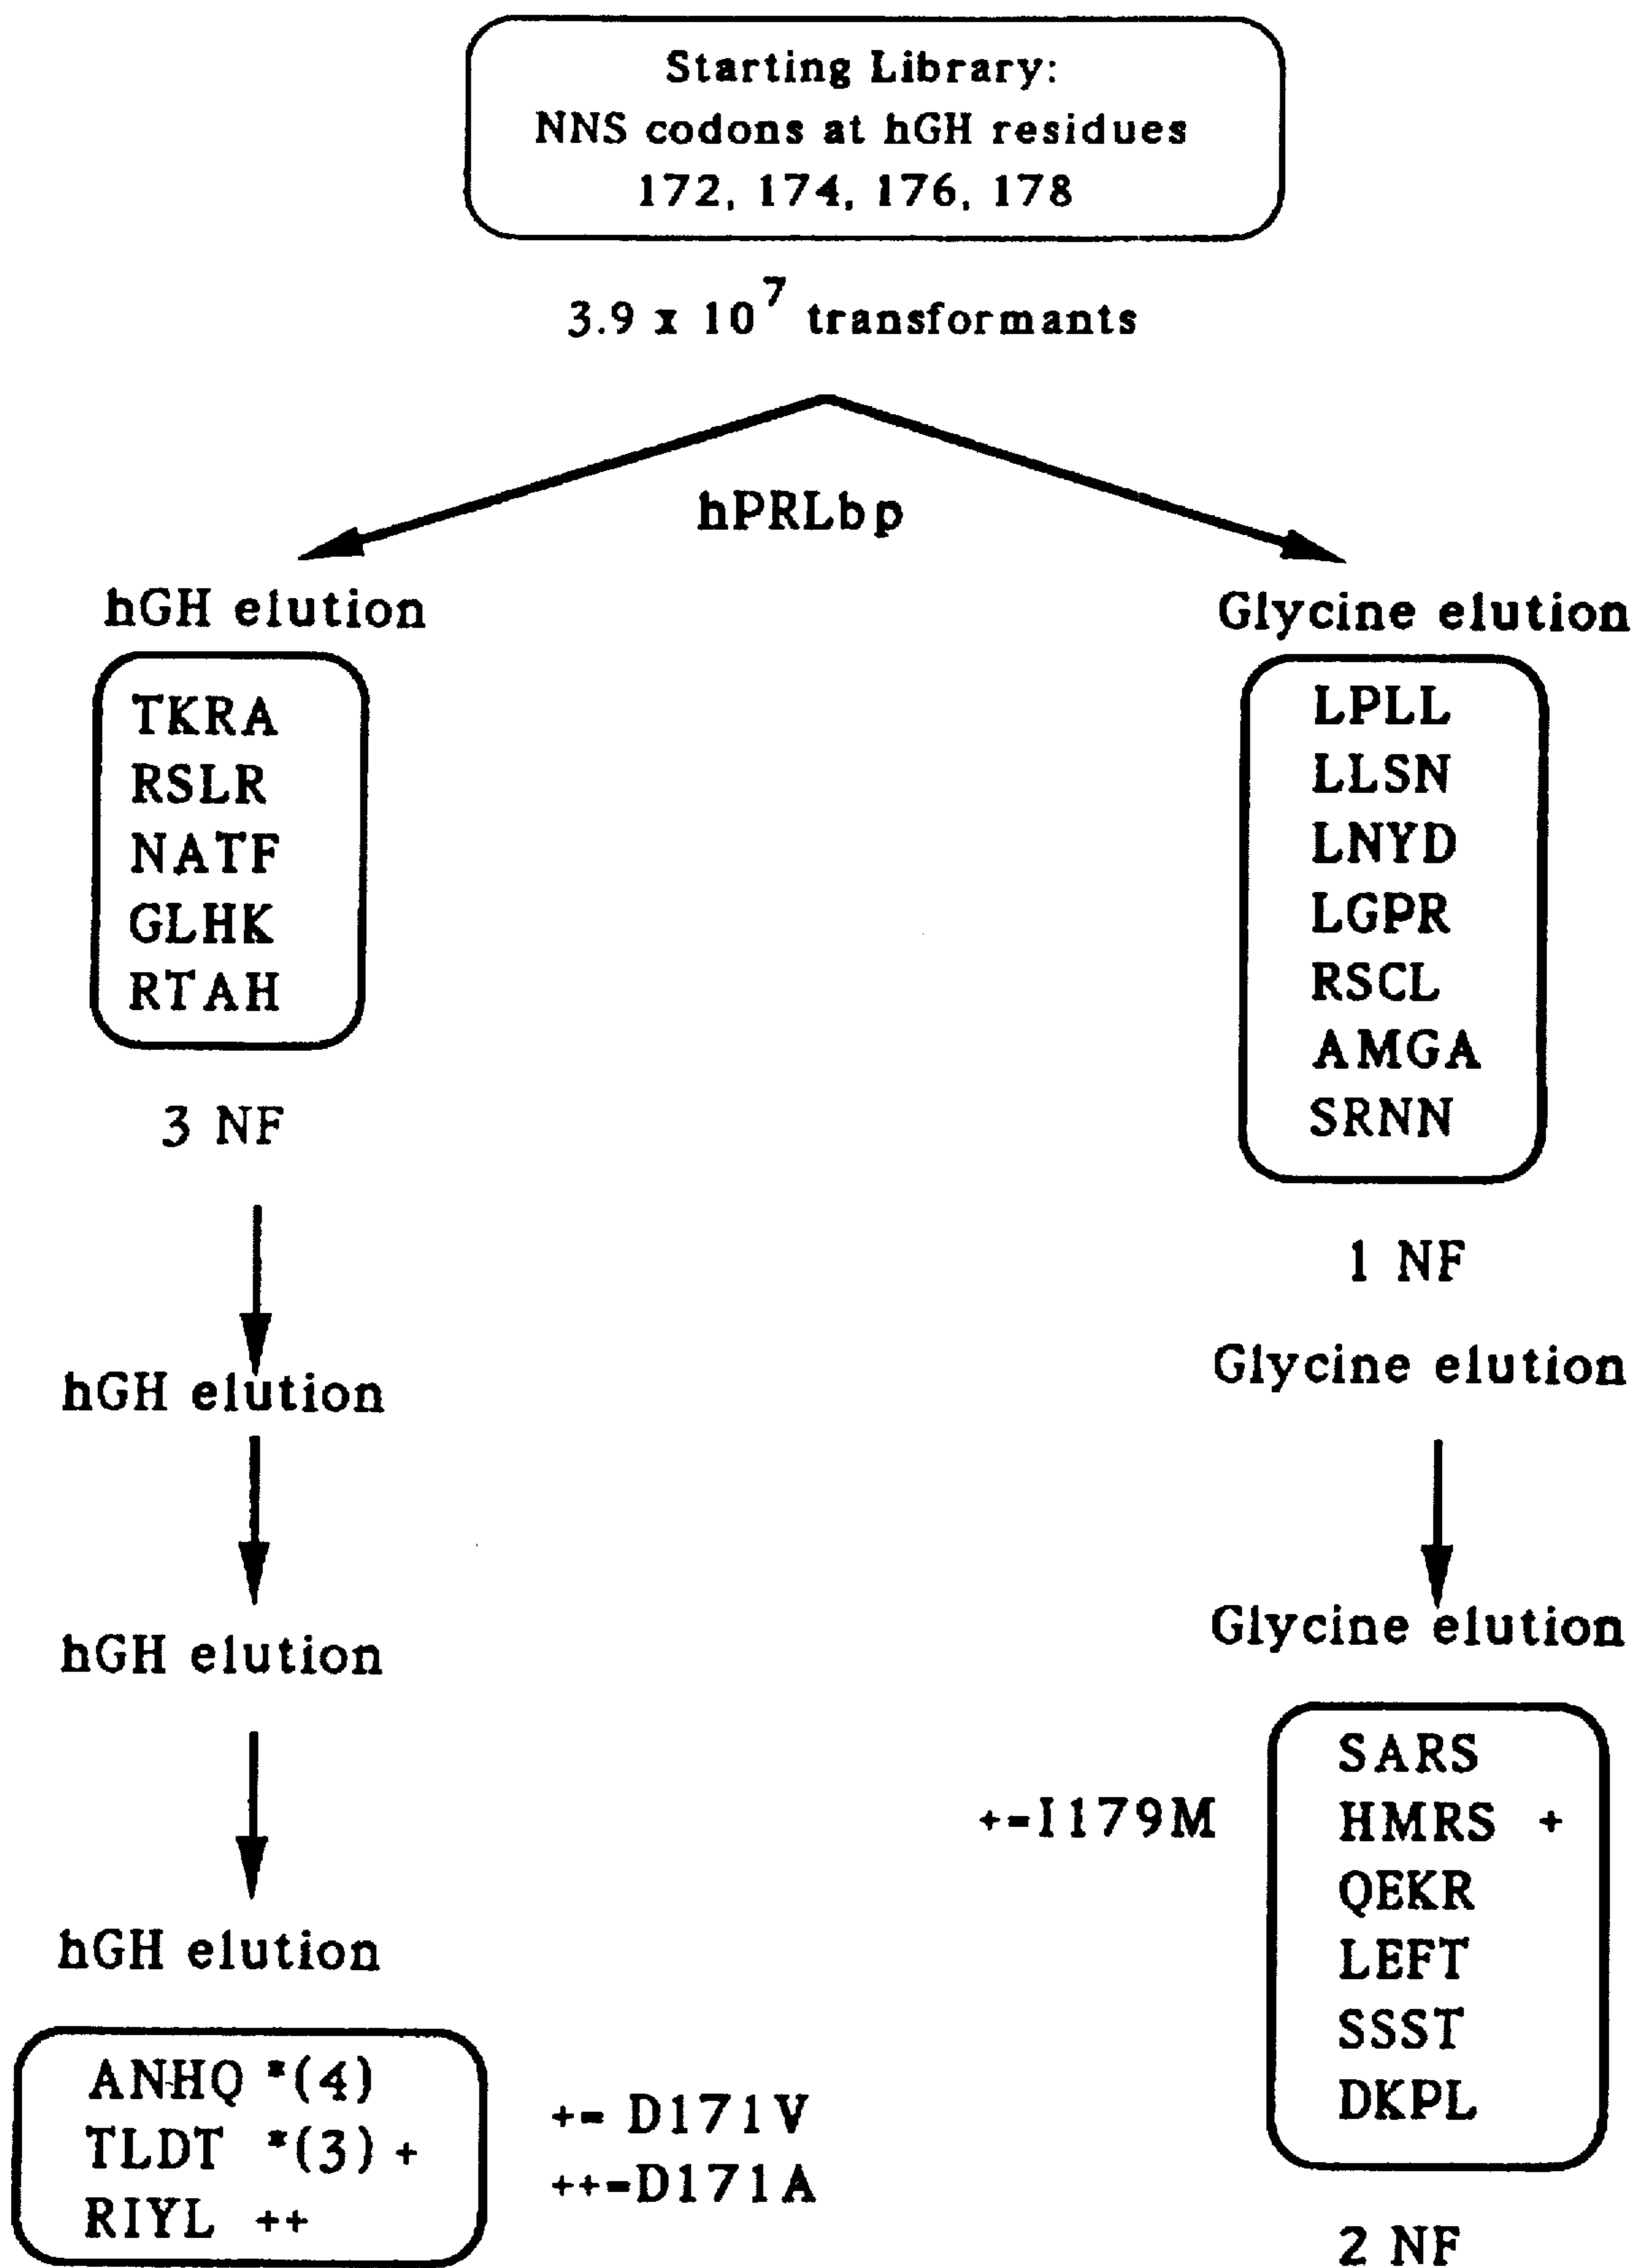 Starting Library:
NNS codons at hGH residues
172, 174, 176, 178
3.9 x 10^7 transformants
hPRLbp
hGH elution
TKRA
RSLR
NATF
GLHK
RTAH
3 NF
hGH elution
hGH elution
hGH elution
ANHQ *(4)
TLDT *(3) +
RIYL ++
+= D171V
++=D171A
Glycine elution
LPLL
LLSN
LNYD
LGPR
RSCL
AMGA
SRNN
1 NF
Glycine elution
Glycine elution
+=I179M
SARS
HMRS +
QEKR
LEFT
SSST
DKPL
2 NF